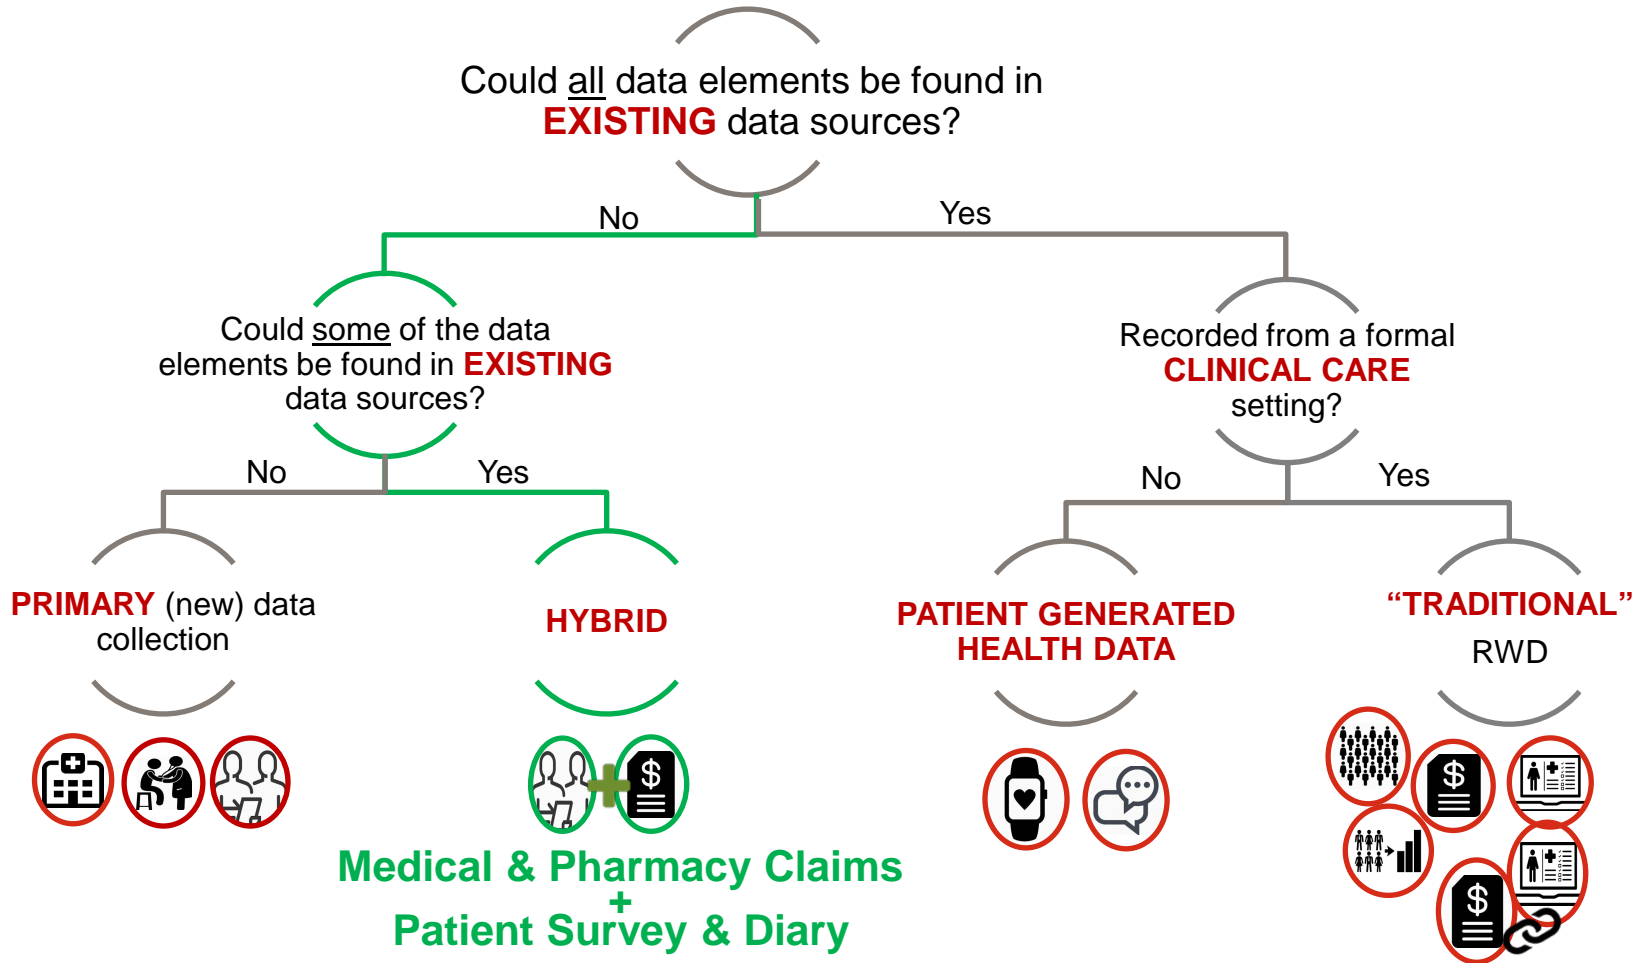 Could all data elements be found in
EXISTING data sources?
No
Yes
Could some of the data
elements be found in EXISTING
data sources?
Recorded from a formal
CLINICAL CARE
setting?
No
Yes
No
Yes
PRIMARY (new) data
collection
HYBRID
PATIENT GENERATED
HEALTH DATA
“TRADITIONAL”
RWD
$
$
$
Medical & Pharmacy Claims
+
Patient Survey & Diary